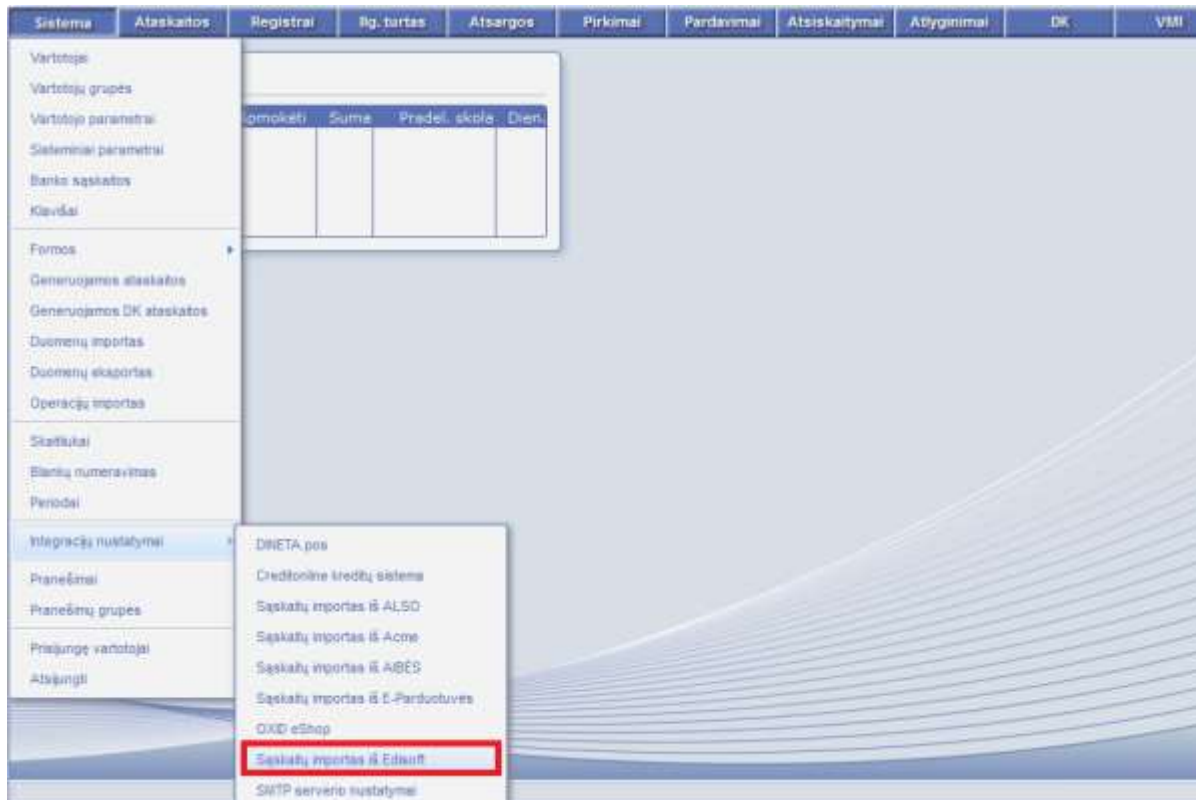 Sistema Ataskaitos Registrai Ilg. turtas Atsargos Pirkimai Pardavimai Atsiskaitymai Atlyginimai DK VMI
Vartotojai
Vartotojų grupės
Vartotojo parametrai
Sisteminiai parametrai
Banko sąskaitos
Klavišai
Formos
Generuojamos ataskaitos
Generuojamos DK ataskaitos
Duomenų importas
Duomenų eksportas
Operacijų importas
Skaitliukai
Blankų numeravimas
Periodai
Integracijų nustatymai
Pranešimai
Pranešimų grupės
Prisijungę vartotojai
Atsijungti
Suma Pradel. skola Dien.
DINETA.pos
Creditonline kreditų sistema
Sąskaitų importas iš ALSO
Sąskaitų importas iš Acme
Sąskaitų importas iš AIBĖS
Sąskaitų importas iš E-Parduotuvės
OXID eShop
Sąskaitų importas iš Edisoft
SMTP serverio nustatymai